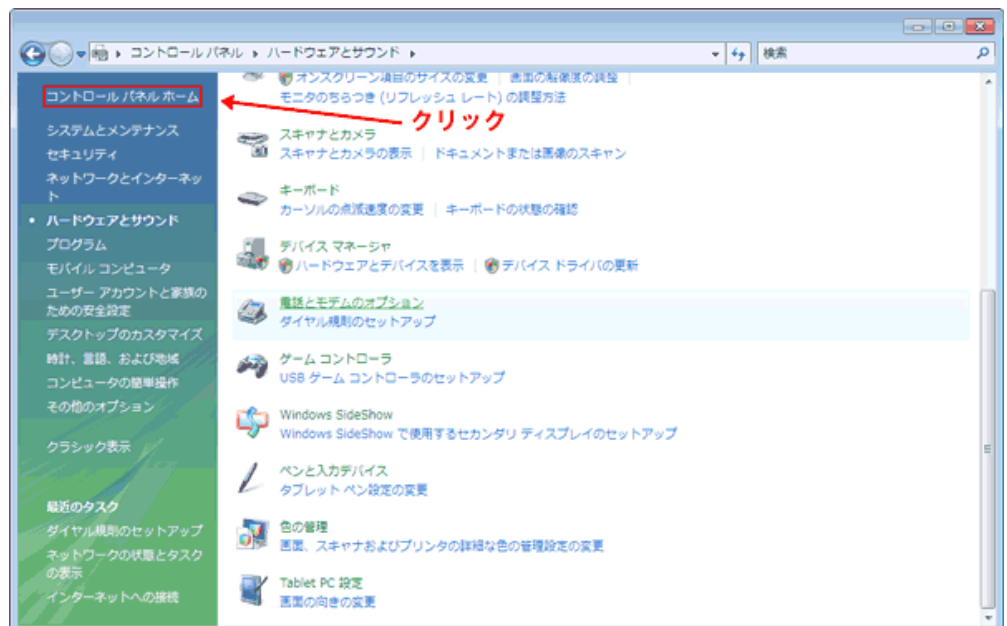 コントロール パネル ▸ ハードウェアとサウンド ▸
検索
コントロール パネル ホーム
システムとメンテナンス
セキュリティ
ネットワークとインターネッ
ト
• ハードウェアとサウンド
プログラム
モバイル コンピュータ
ユーザー アカウントと家族の
ための安全設定
デスクトップのカスタマイズ
時計、言語、および地域
コンピュータの簡単操作
その他のオプション
クラシック表示
最近のタスク
ダイヤル規則のセットアップ
ネットワークの状態とタスク
の表示
インターネットへの接続
クリック
オンスクリーン項目のサイズの変更 | 画面の解像度の調整 |
モニタのちらつき (リフレッシュ レート) の調整方法
スキャナとカメラ
スキャナとカメラの表示 | ドキュメントまたは画像のスキャン
キーボード
カーソルの点滅速度の変更 | キーボードの状態の確認
デバイス マネージャ
ハードウェアとデバイスを表示 | デバイス ドライバの更新
電話とモデムのオプション
ダイヤル規則のセットアップ
ゲーム コントローラ
USB ゲーム コントローラのセットアップ
Windows SideShow
Windows SideShow で使用するセカンダリ ディスプレイのセットアップ
ペンと入力デバイス
タブレット ペン設定の変更
色の管理
画面、スキャナおよびプリンタの詳細な色の管理設定の変更
Tablet PC 設定
画面の向きの変更